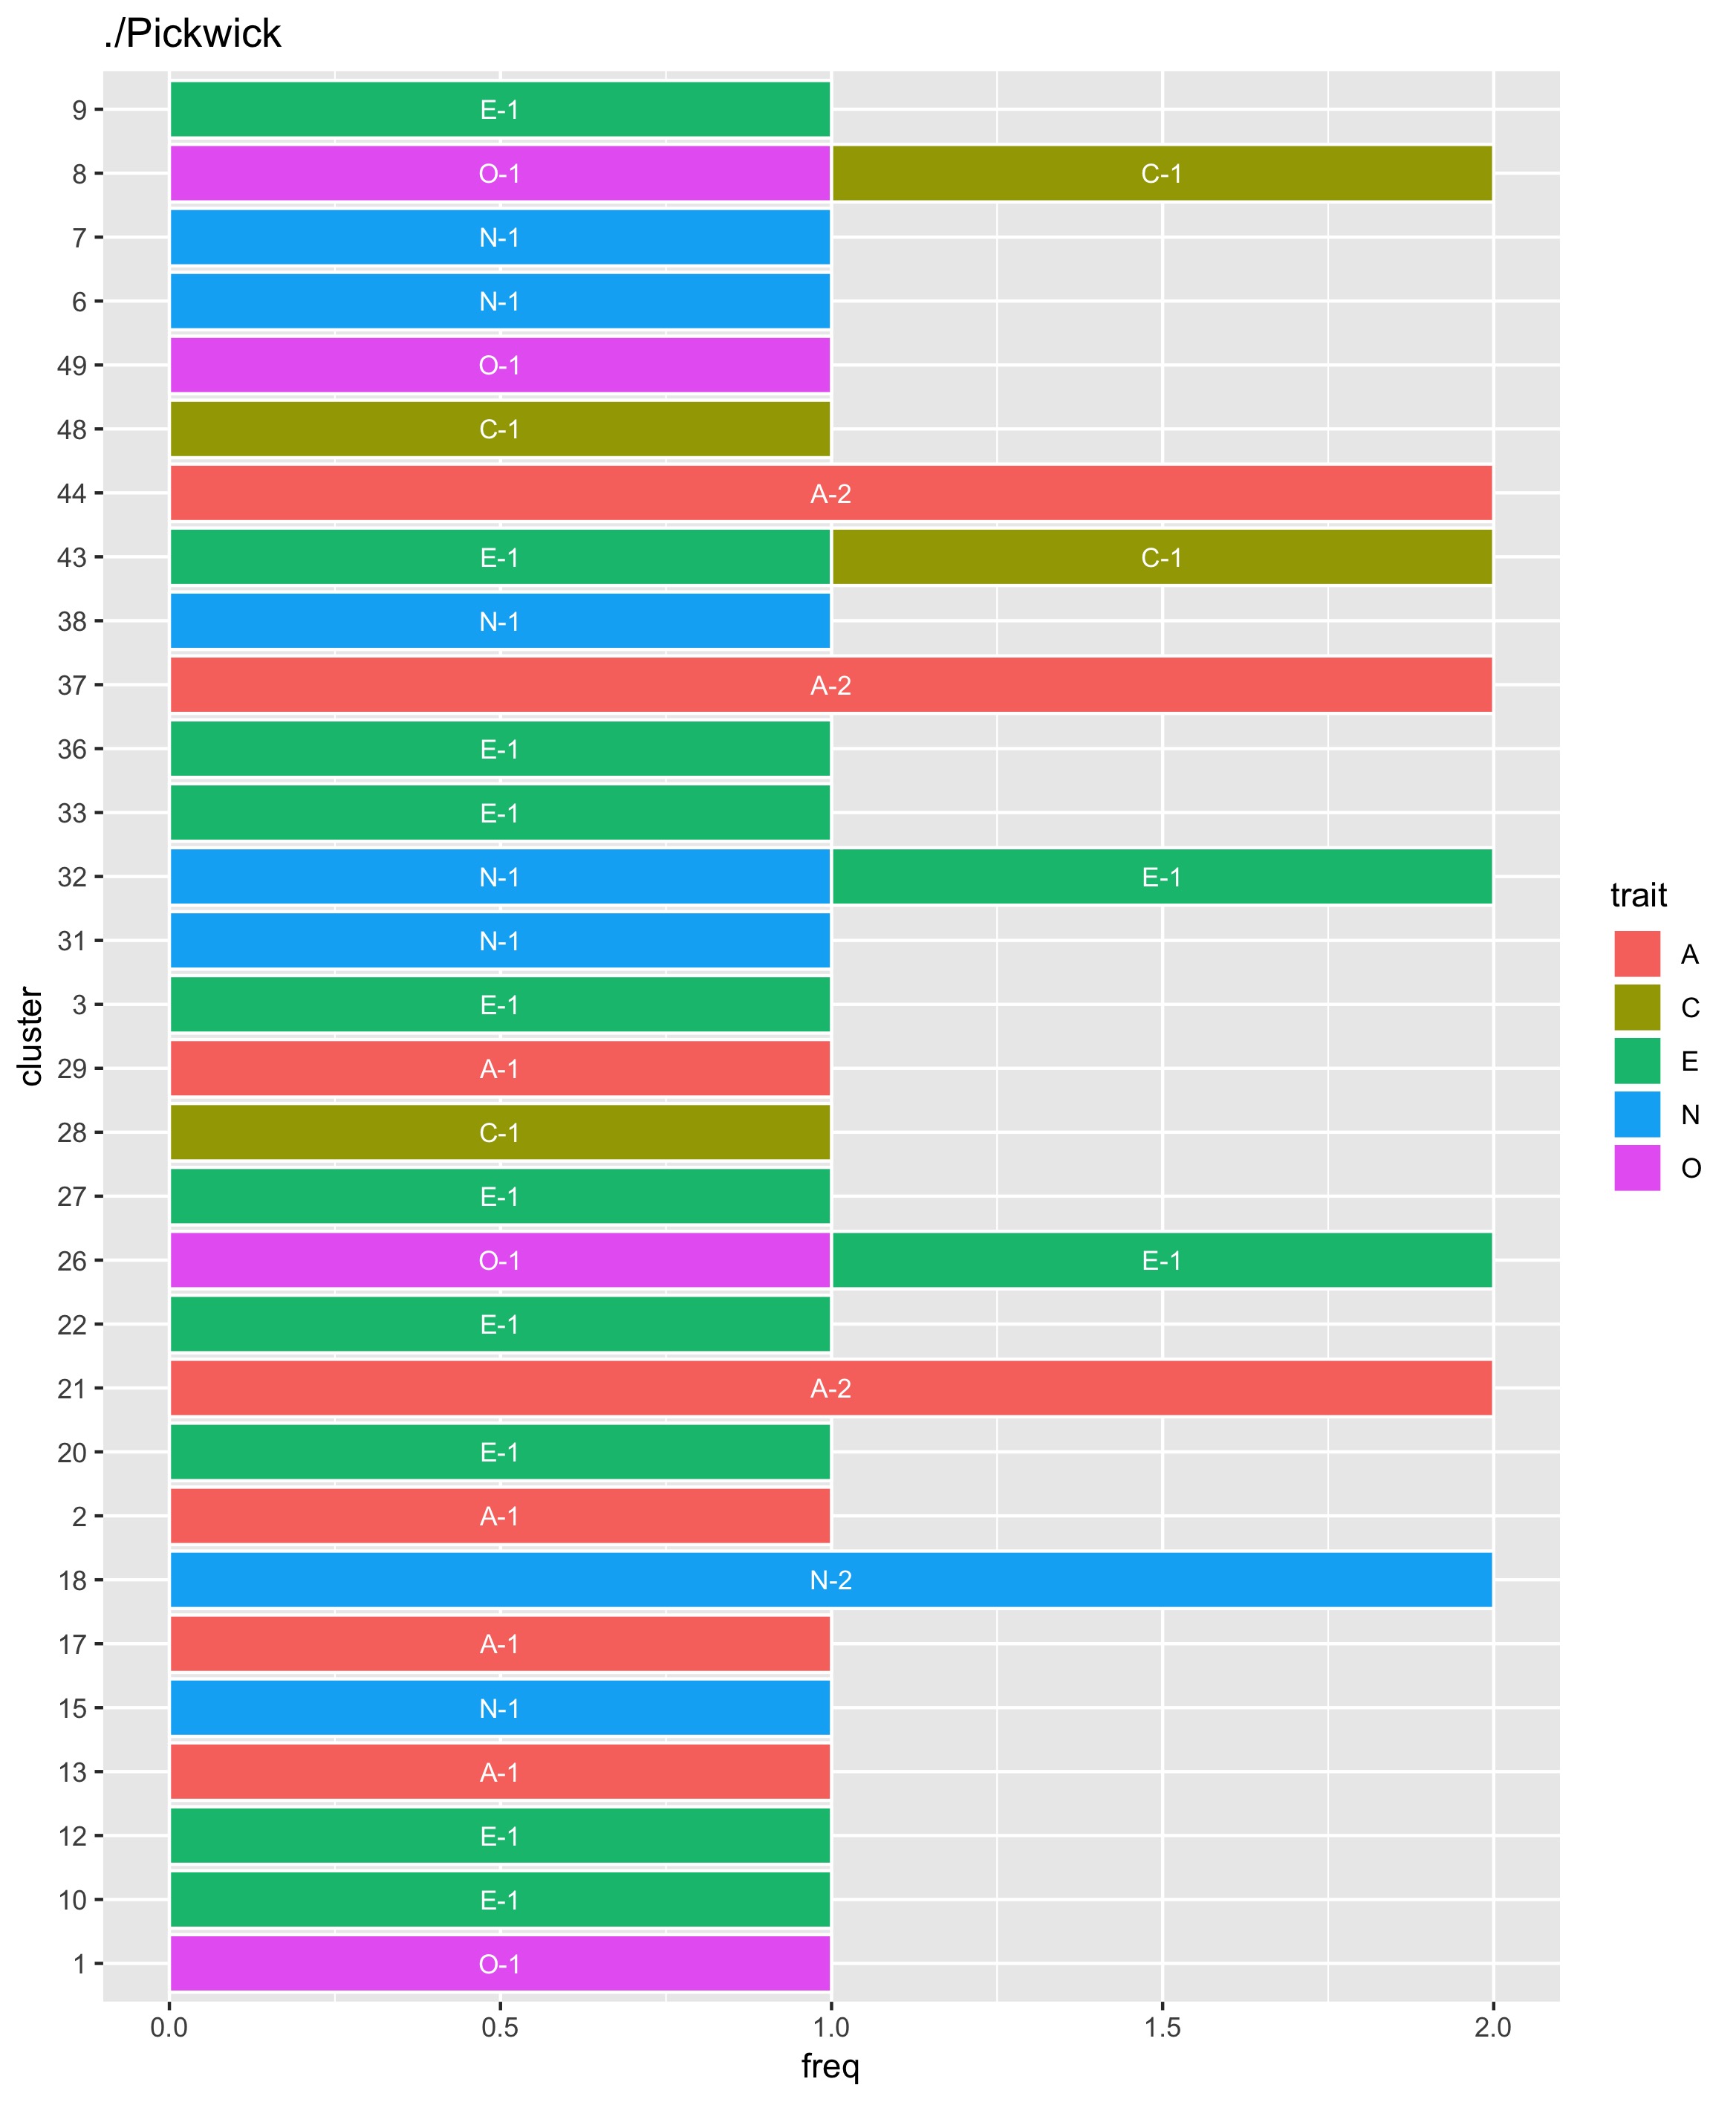 ./Pickwick
9 E-1
8 O-1 C-1
7 N-1
6 N-1
49 O-1
48 C-1
44 A-2
43 E-1 C-1
38 N-1
37 A-2
36 E-1
33 E-1
32 N-1 E-1
31 N-1
3 E-1
29 A-1
28 C-1
27 E-1
26 O-1 E-1
22 E-1
21 A-2
20 E-1
2 A-1
18 N-2
17 A-1
15 N-1
13 A-1
12 E-1
10 E-1
1 O-1
0.0 0.5 1.0 1.5 2.0
freq
cluster
trait
A
C
E
N
O